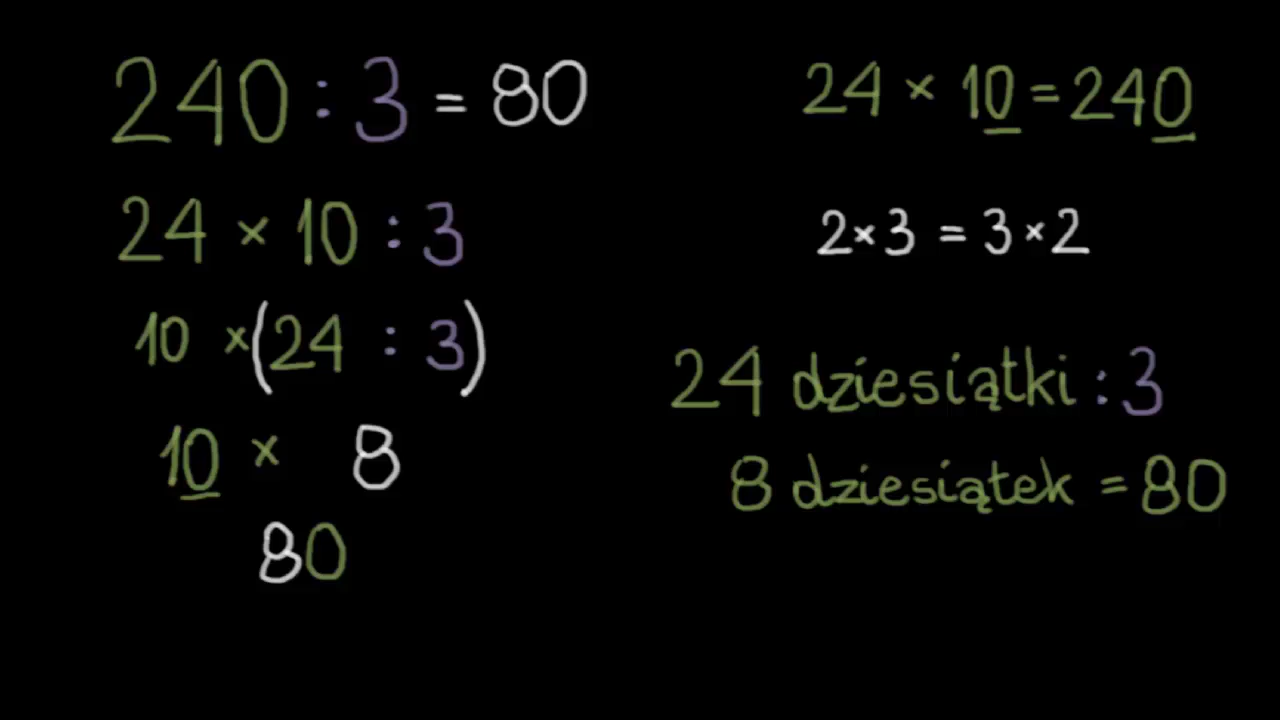 240 : 3 = 80
24 × 10 : 3
10 × (24 : 3)
10 × 8
80
24 × 10 = 240
2 × 3 = 3 × 2
24 dziesiątki : 3
8 dziesiątek = 80